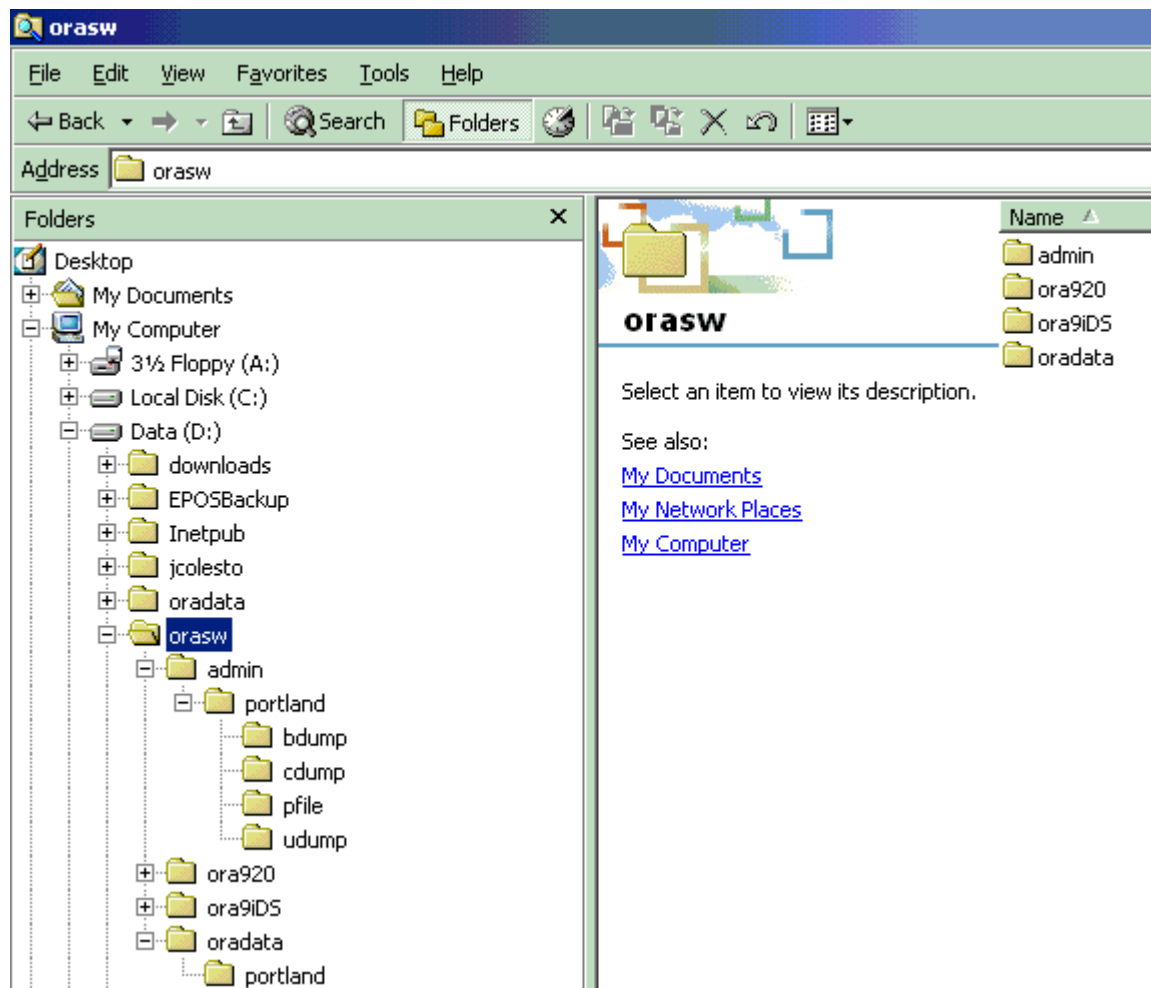 orasw
File Edit View Favorites Tools Help
Back Search Folders
Address orasw
Folders
Desktop
My Documents
My Computer
3½ Floppy (A:)
Local Disk (C:)
Data (D:)
downloads
EPOSBackup
Inetpub
jcolesto
oradata
orasw
admin
portland
bdump
cdump
pfile
udump
ora920
ora9iDS
oradata
portland
orasw
Select an item to view its description.
See also:
My Documents
My Network Places
My Computer
Name
admin
ora920
ora9iDS
oradata